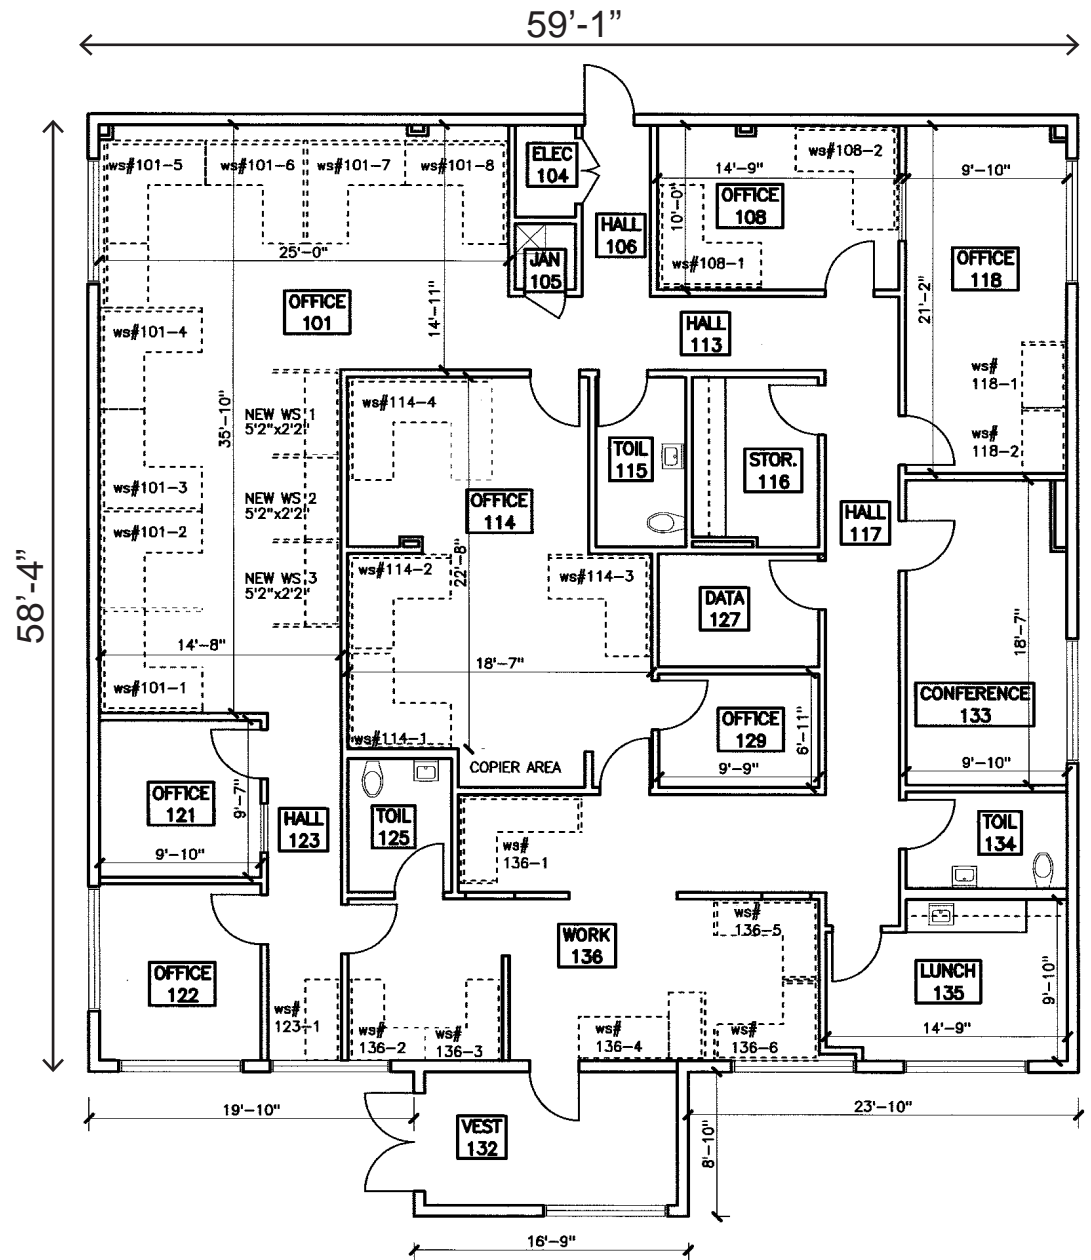 59'-1"
58'-4"
ws#101-5
ws#101-6
ws#101-7
ws#101-8
ELEC
104
ws#108-2
14'-9"
9'-10"
OFFICE
108
10'-0"
HALL
106
ws#108-1
OFFICE
118
25'-0"
JAN
105
OFFICE
101
14'-11"
21'-2"
ws#101-4
HALL
113
ws#
118-1
ws#
118-2
NEW WS 1
5'2"x2'2"
35'-10"
ws#114-4
TOIL
115
STOR.
116
ws#101-3
NEW WS 2
5'2"x2'2"
OFFICE
114
HALL
117
ws#101-2
22'-8"
NEW WS 3
5'2"x2'2"
ws#114-2
ws#114-3
DATA
127
18'-7"
14'-8"
18'-7"
ws#101-1
OFFICE
129
6'-11"
CONFERENCE
133
ws#114-1
COPIER AREA
9'-9"
9'-10"
OFFICE
121
9'-7"
HALL
123
TOIL
125
TOIL
134
9'-10"
ws#
136-1
ws#
136-5
WORK
136
OFFICE
122
LUNCH
135
9'-10"
ws#
123-1
ws#
136-2
ws#
136-3
ws#
136-4
ws#
136-6
14'-9"
19'-10"
VEST
132
23'-10"
8'-10"
16'-9"